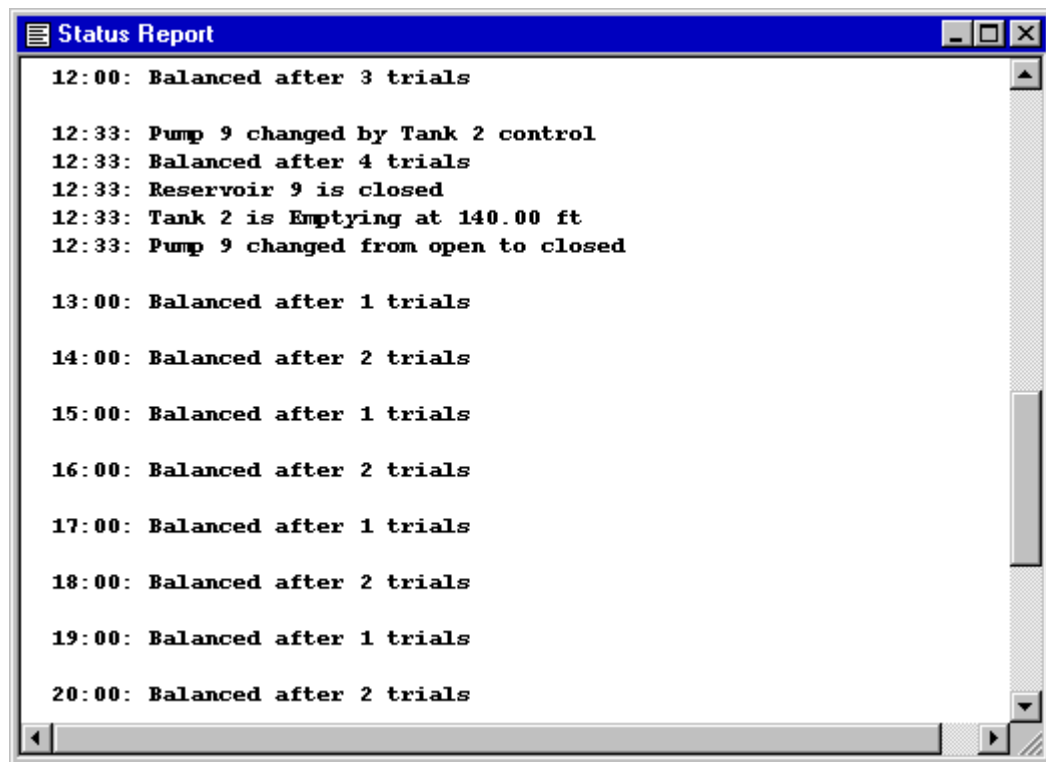 Status Report
12:00: Balanced after 3 trials
12:33: Pump 9 changed by Tank 2 control
12:33: Balanced after 4 trials
12:33: Reservoir 9 is closed
12:33: Tank 2 is Emptying at 140.00 ft
12:33: Pump 9 changed from open to closed
13:00: Balanced after 1 trials
14:00: Balanced after 2 trials
15:00: Balanced after 1 trials
16:00: Balanced after 2 trials
17:00: Balanced after 1 trials
18:00: Balanced after 2 trials
19:00: Balanced after 1 trials
20:00: Balanced after 2 trials